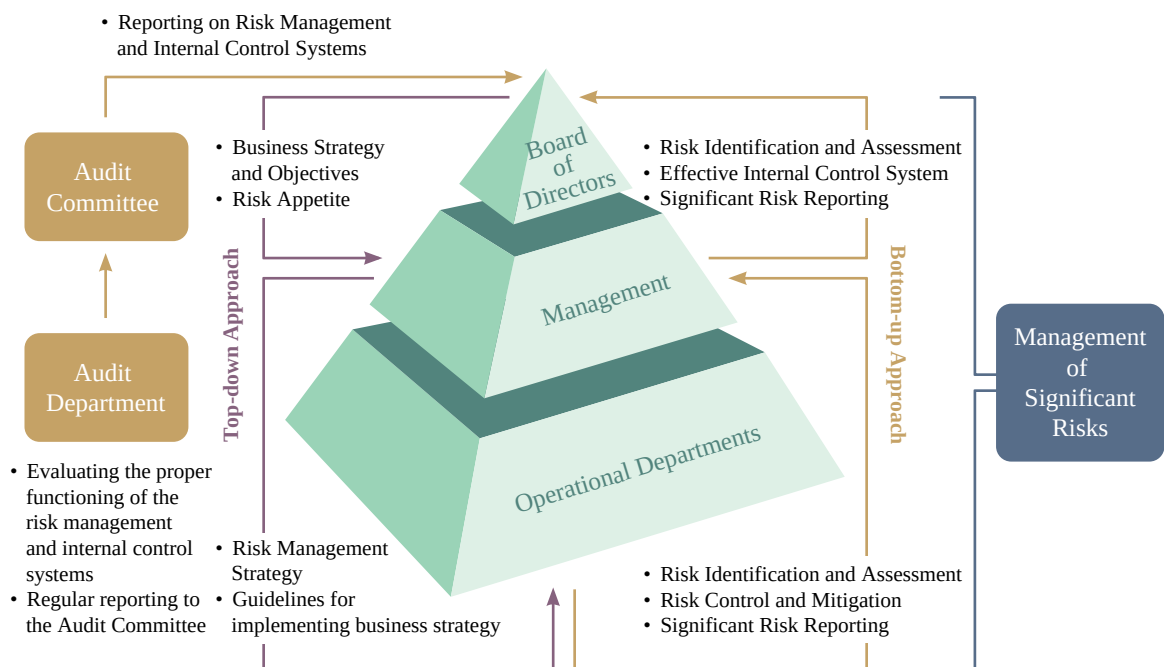 • Reporting on Risk Management
and Internal Control Systems
Audit
Committee
• Business Strategy
and Objectives
• Risk Appetite
Board
of
Directors
• Risk Identification and Assessment
• Effective Internal Control System
• Significant Risk Reporting
Top-down Approach
Management
Bottom-up Approach
Management
of
Significant
Risks
Audit
Department
Operational Departments
• Evaluating the proper
functioning of the
risk management
and internal control
systems
• Regular reporting to
the Audit Committee
• Risk Management
Strategy
• Guidelines for
implementing business strategy
• Risk Identification and Assessment
• Risk Control and Mitigation
• Significant Risk Reporting